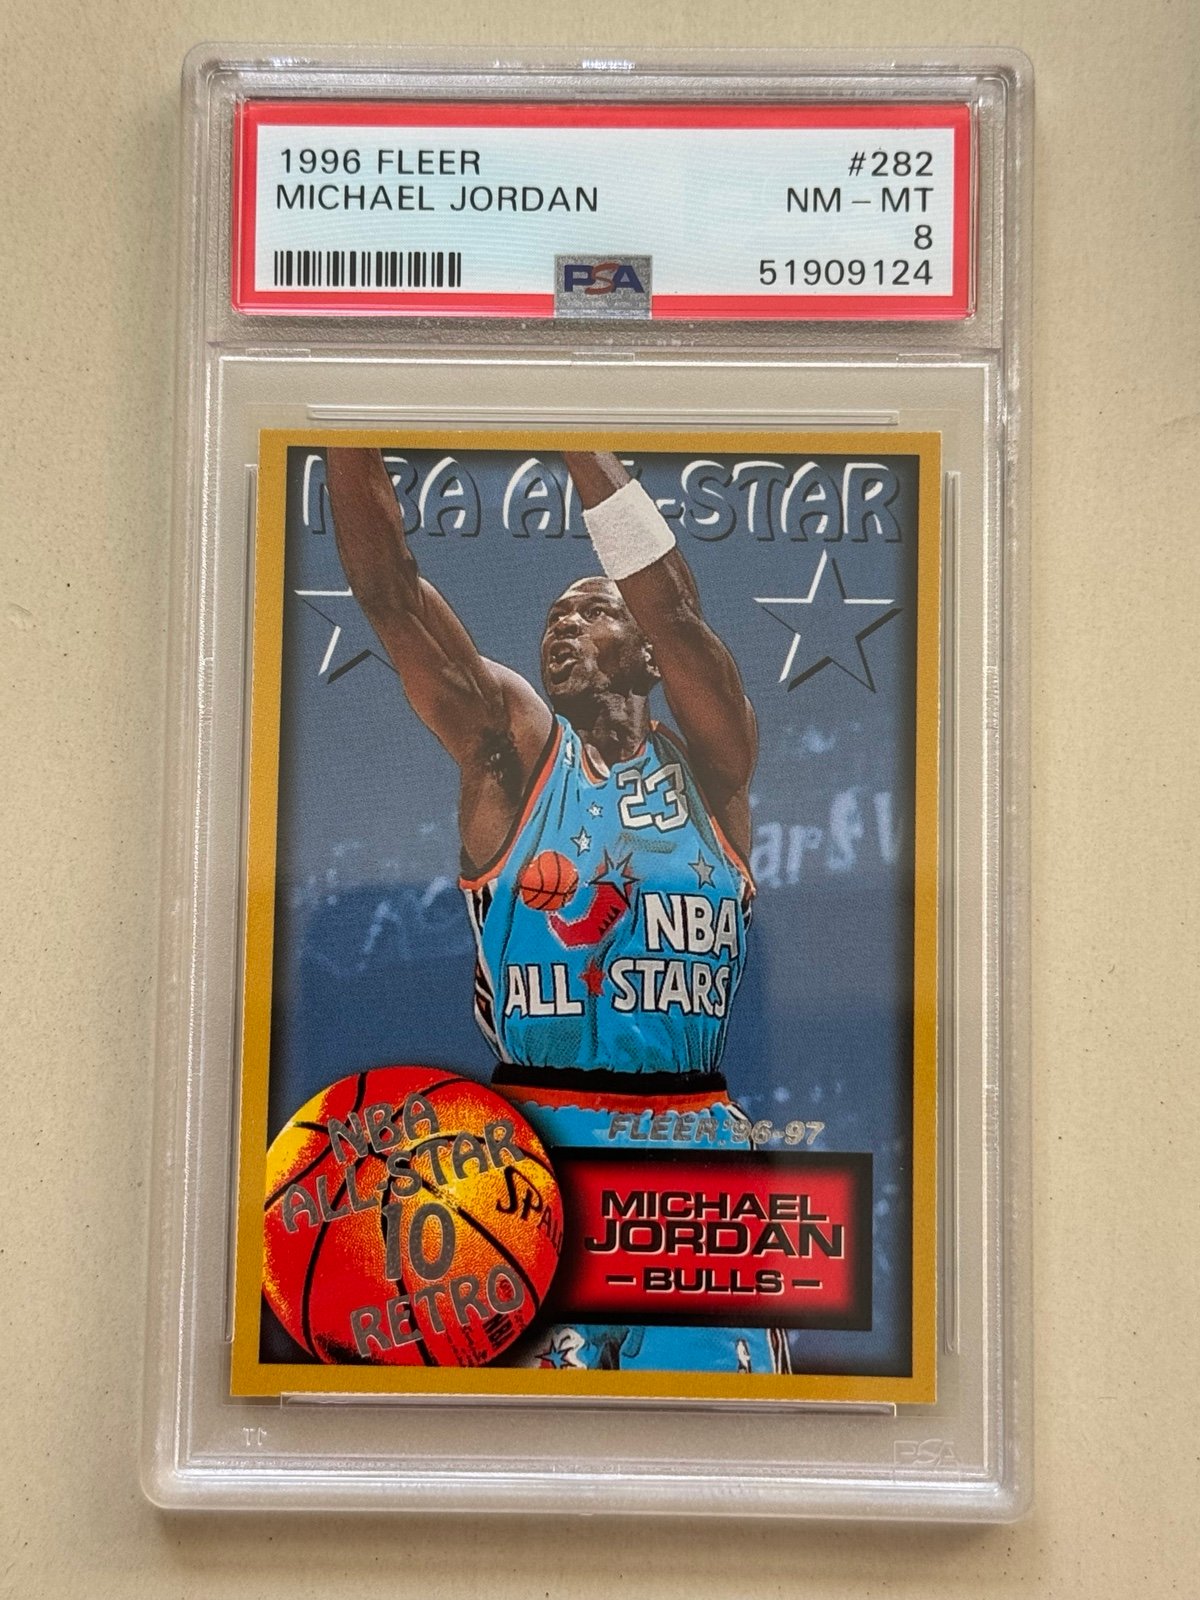 1996 FLEER #282
MICHAEL JORDAN NM - MT
8
PSA 51909124
NBA ALL-STAR
23
NBA
ALL STARS
FLEER '96-97
NBA
ALL-STAR
10
RETRO
MICHAEL
JORDAN
- BULLS -
PSA